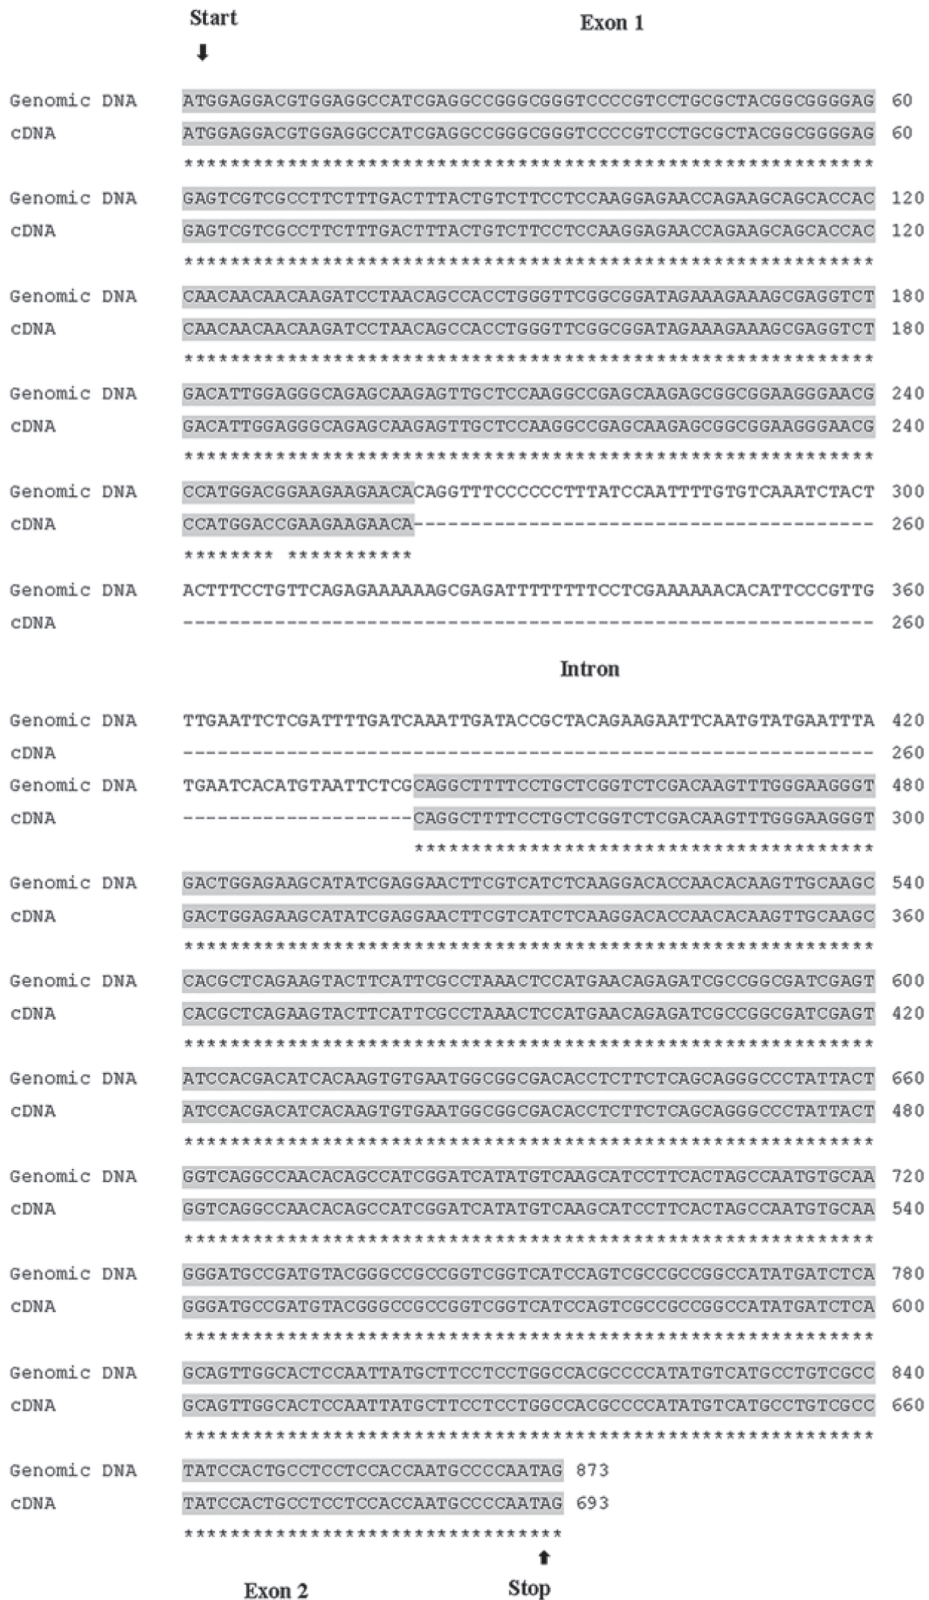 Start
Exon 1
Genomic DNA ATGGAGGACGTGGAGGCCATCGAGGCCGGGCGGGTCCCCGTCCTGCGCTACGGCGGGGAG 60
cDNA ATGGAGGACGTGGAGGCCATCGAGGCCGGGCGGGTCCCCGTCCTGCGCTACGGCGGGGAG 60
************************************************************
Genomic DNA GAGTCGTCGCCTTCTTTGACTTTACTGTCTTCCTCCAAGGAGAACCAGAAGCAGCACCAC 120
cDNA GAGTCGTCGCCTTCTTTGACTTTACTGTCTTCCTCCAAGGAGAACCAGAAGCAGCACCAC 120
************************************************************
Genomic DNA CAACAACAACAAGATCCTAACAGCCACCTGGGTTCGGCGGATAGAAAGAAAGCGAGGTCT 180
cDNA CAACAACAACAAGATCCTAACAGCCACCTGGGTTCGGCGGATAGAAAGAAAGCGAGGTCT 180
************************************************************
Genomic DNA GACATTGGAGGGCAGAGCAAGAGTTGCTCCAAGGCCGAGCAAGAGCGGCGGAAGGGAACG 240
cDNA GACATTGGAGGGCAGAGCAAGAGTTGCTCCAAGGCCGAGCAAGAGCGGCGGAAGGGAACG 240
************************************************************
Genomic DNA CCATGGACGGAAGAAGAACACAGGTTTCCCCCCTTTATCCAATTTTGTGTCAAATCTACT 300
cDNA CCATGGACCGAAGAAGAACA---------------------------------------- 260
******** ***********
Genomic DNA ACTTTCCTGTTCAGAGAAAAAAAGCGAGATTTTTTTTCCTCGAAAAAACACATTCCCGTTG 360
cDNA ------------------------------------------------------------ 260
Intron
Genomic DNA TTGAATTCTCGATTTTGATCAAATTGATACCGCTACAGAAGAATTCAATGTATGAATTTA 420
cDNA ------------------------------------------------------------ 260
Genomic DNA TGAATCACATGTAATTCTCGCAGGCTTTTCCTGCTCGGTCTCGACAAGTTTGGGAAGGGT 480
cDNA --------------------CAGGCTTTTCCTGCTCGGTCTCGACAAGTTTGGGAAGGGT 300
****************************************
Genomic DNA GACTGGAGAAGCATATCGAGGAACTTCGTCATCTCAAGGACACCAACACAAGTTGCAAGC 540
cDNA GACTGGAGAAGCATATCGAGGAACTTCGTCATCTCAAGGACACCAACACAAGTTGCAAGC 360
************************************************************
Genomic DNA CACGCTCAGAAGTACTTCATTCGCCTAAACTCCATGAACAGAGATCGCCGGCGATCGAGT 600
cDNA CACGCTCAGAAGTACTTCATTCGCCTAAACTCCATGAACAGAGATCGCCGGCGATCGAGT 420
************************************************************
Genomic DNA ATCCACGACATCACAAGTGTGAATGGCGGCGACACCTCTTCTCAGCAGGGCCCTATTACT 660
cDNA ATCCACGACATCACAAGTGTGAATGGCGGCGACACCTCTTCTCAGCAGGGCCCTATTACT 480
************************************************************
Genomic DNA GGTCAGGCCAACACAGCCATCGGATCATATGTCAAGCATCCTTCACTAGCCAATGTGCAA 720
cDNA GGTCAGGCCAACACAGCCATCGGATCATATGTCAAGCATCCTTCACTAGCCAATGTGCAA 540
************************************************************
Genomic DNA GGGATGCCGATGTACGGGCCGCCGGTCGGTCATCCAGTCGCCGCCGGCCATATGATCTCA 780
cDNA GGGATGCCGATGTACGGGCCGCCGGTCGGTCATCCAGTCGCCGCCGGCCATATGATCTCA 600
************************************************************
Genomic DNA GCAGTTGGCACTCCAATTATGCTTCCTCCTGGCCACGCCCCATATGTCATGCCTGTCGCC 840
cDNA GCAGTTGGCACTCCAATTATGCTTCCTCCTGGCCACGCCCCATATGTCATGCCTGTCGCC 660
************************************************************
Genomic DNA TATCCACTGCCTCCTCCACCAATGCCCCAATAG 873
cDNA TATCCACTGCCTCCTCCACCAATGCCCCAATAG 693
*********************************
Exon 2
Stop